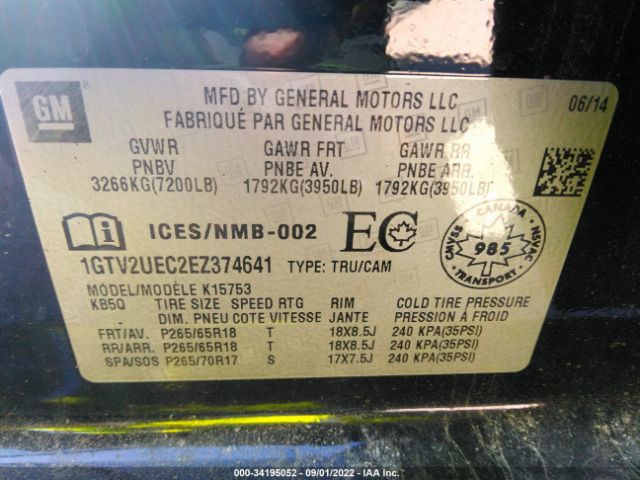 GM ®
MFD BY GENERAL MOTORS LLC 06/14
FABRIQUÉ PAR GENERAL MOTORS LLC
GVWR GAWR FRT GAWR RR
PNBV PNBE AV. PNBE ARR.
3266KG(7200LB) 1792KG(3950LB) 1792KG(3950LB)
ICES/NMB-002 EC
CANADA
CMVSS 985 NSVAC
TRANSPORT
1GTV2UEC2EZ374641 TYPE: TRU/CAM
MODEL/MODÈLE K15753
KB5Q TIRE SIZE SPEED RTG RIM COLD TIRE PRESSURE
DIM. PNEU COTE VITESSE JANTE PRESSION À FROID
FRT/AV. P265/65R18 T 18X8.5J 240 KPA(35PSI)
RR/ARR. P265/65R18 T 18X8.5J 240 KPA(35PSI)
SPA/SOS P265/70R17 S 17X7.5J 240 KPA(35PSI)
000-34195052 - 09/01/2022 - Copyright IAA, Inc.